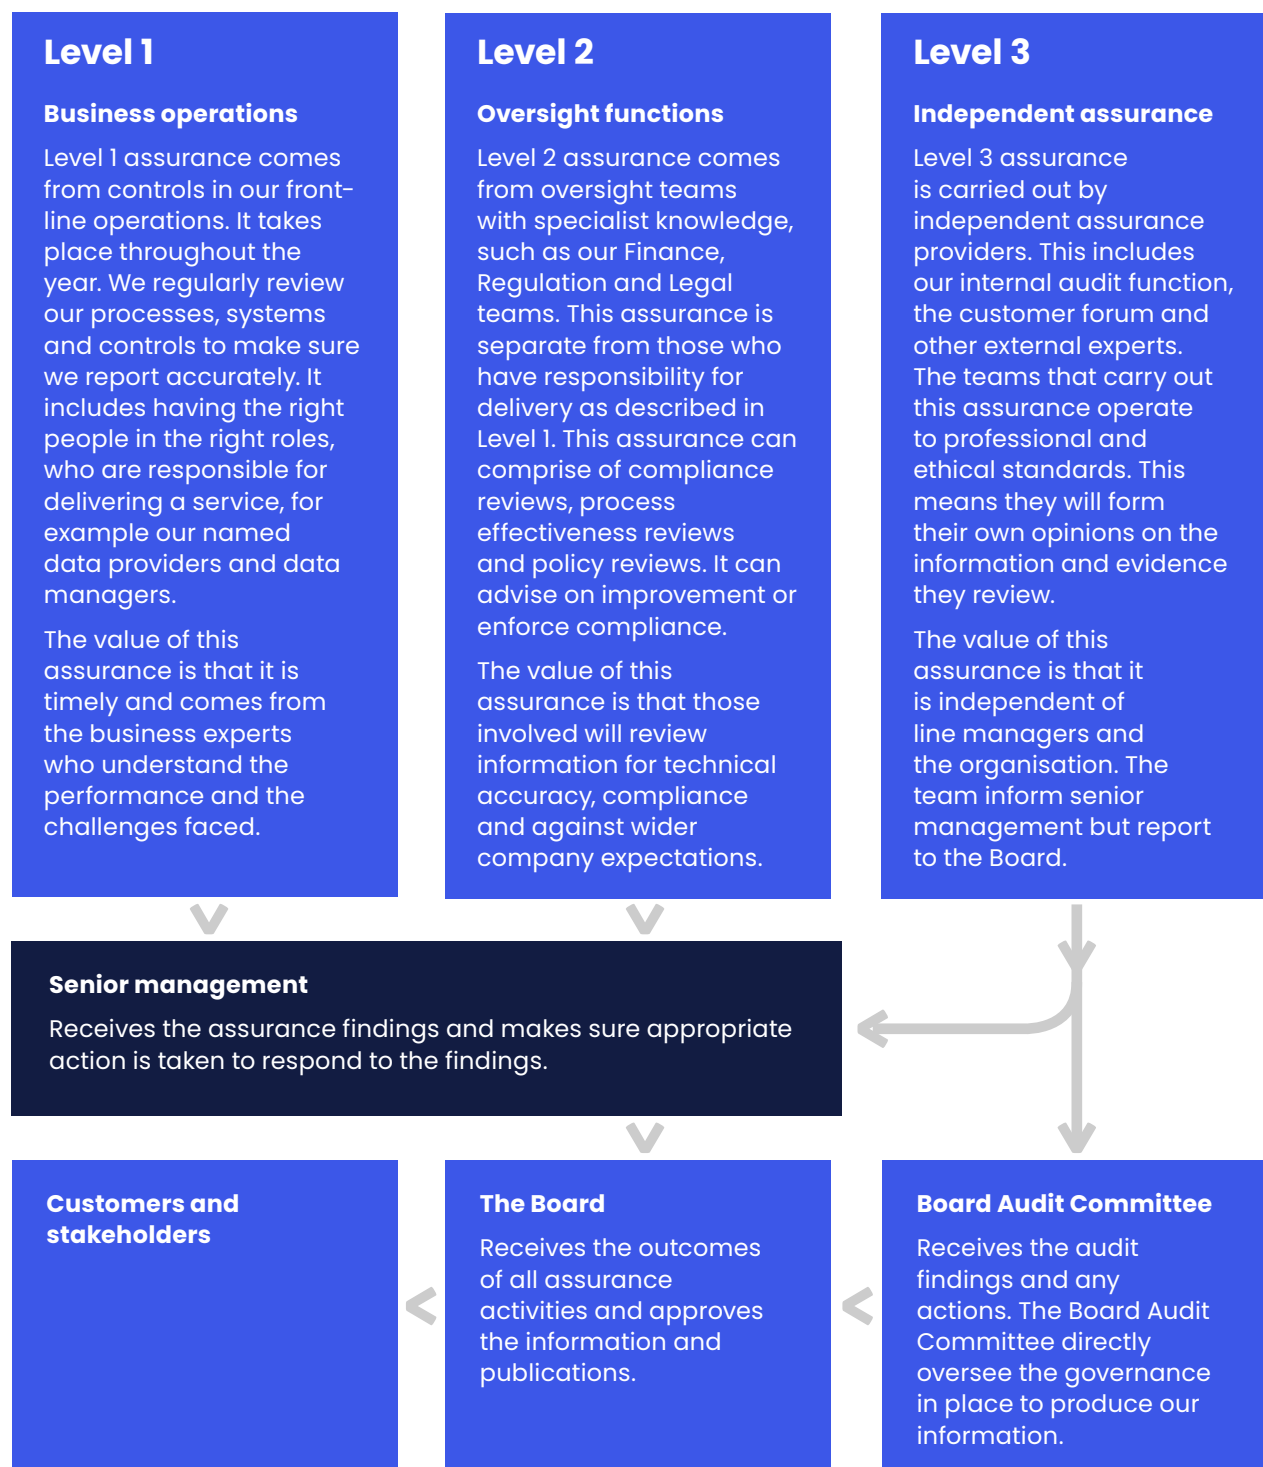 Level 1
Business operations
Level 1 assurance comes
from controls in our front-
line operations. It takes
place throughout the
year. We regularly review
our processes, systems
and controls to make sure
we report accurately. It
includes having the right
people in the right roles,
who are responsible for
delivering a service, for
example our named
data providers and data
managers.
The value of this
assurance is that it is
timely and comes from
the business experts
who understand the
performance and the
challenges faced.
Level 2
Oversight functions
Level 2 assurance comes
from oversight teams
with specialist knowledge,
such as our Finance,
Regulation and Legal
teams. This assurance is
separate from those who
have responsibility for
delivery as described in
Level 1. This assurance can
comprise of compliance
reviews, process
effectiveness reviews
and policy reviews. It can
advise on improvement or
enforce compliance.
The value of this
assurance is that those
involved will review
information for technical
accuracy, compliance
and against wider
company expectations.
Level 3
Independent assurance
Level 3 assurance
is carried out by
independent assurance
providers. This includes
our internal audit function,
the customer forum and
other external experts.
The teams that carry out
this assurance operate
to professional and
ethical standards. This
means they will form
their own opinions on the
information and evidence
they review.
The value of this
assurance is that it
is independent of
line managers and
the organisation. The
team inform senior
management but report
to the Board.
Senior management
Receives the assurance findings and makes sure appropriate
action is taken to respond to the findings.
Customers and
stakeholders
The Board
Receives the outcomes
of all assurance
activities and approves
the information and
publications.
Board Audit Committee
Receives the audit
findings and any
actions. The Board Audit
Committee directly
oversee the governance
in place to produce our
information.